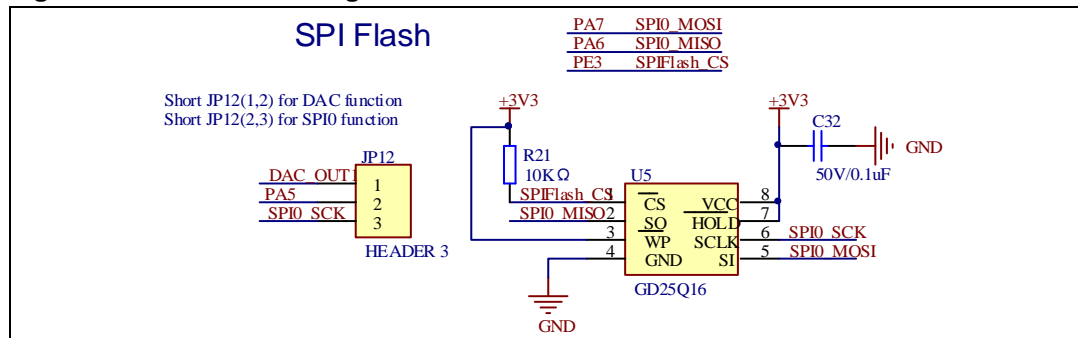 SPI Flash
PA7 SPI0_MOSI
PA6 SPI0_MISO
PE3 SPIFlash_CS
Short JP12(1,2) for DAC function
Short JP12(2,3) for SPI0 function
JP12
DAC_OUT1 1
PA5 2
SPI0_SCK 3
HEADER 3
+3V3
R21
10KΩ
+3V3
C32
50V/0.1uF
GND
U5
SPIFlash_CS 1 CS VCC 8
SPI0_MISO 2 SO HOLD 7
3 WP SCLK 6 SPI0_SCK
4 GND SI 5 SPI0_MOSI
GD25Q16
GND